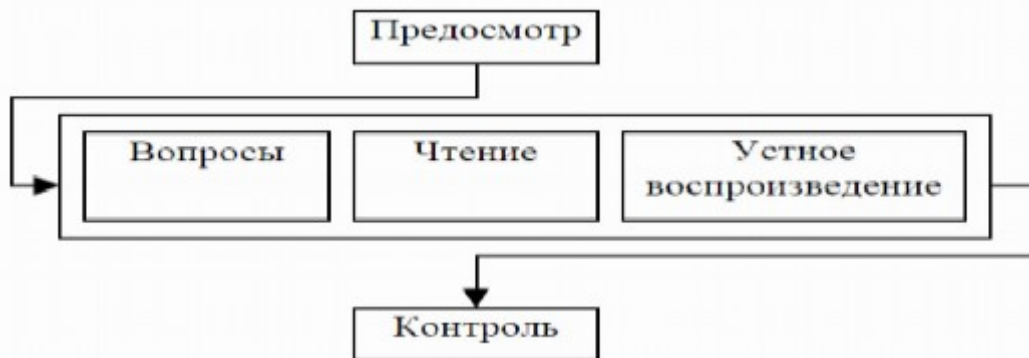 Предосмотр
Вопросы
Чтение
Устное
воспроизведение
Контроль